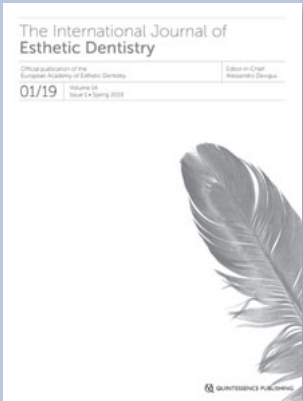 The International Journal of
Esthetic Dentistry
Official publication of the
European Academy of Esthetic Dentistry
Editor-in-Chief
Alessandro Devigus
01/19
Volume 14
Issue 1 • Spring 2019
QUINTESSENCE PUBLISHING